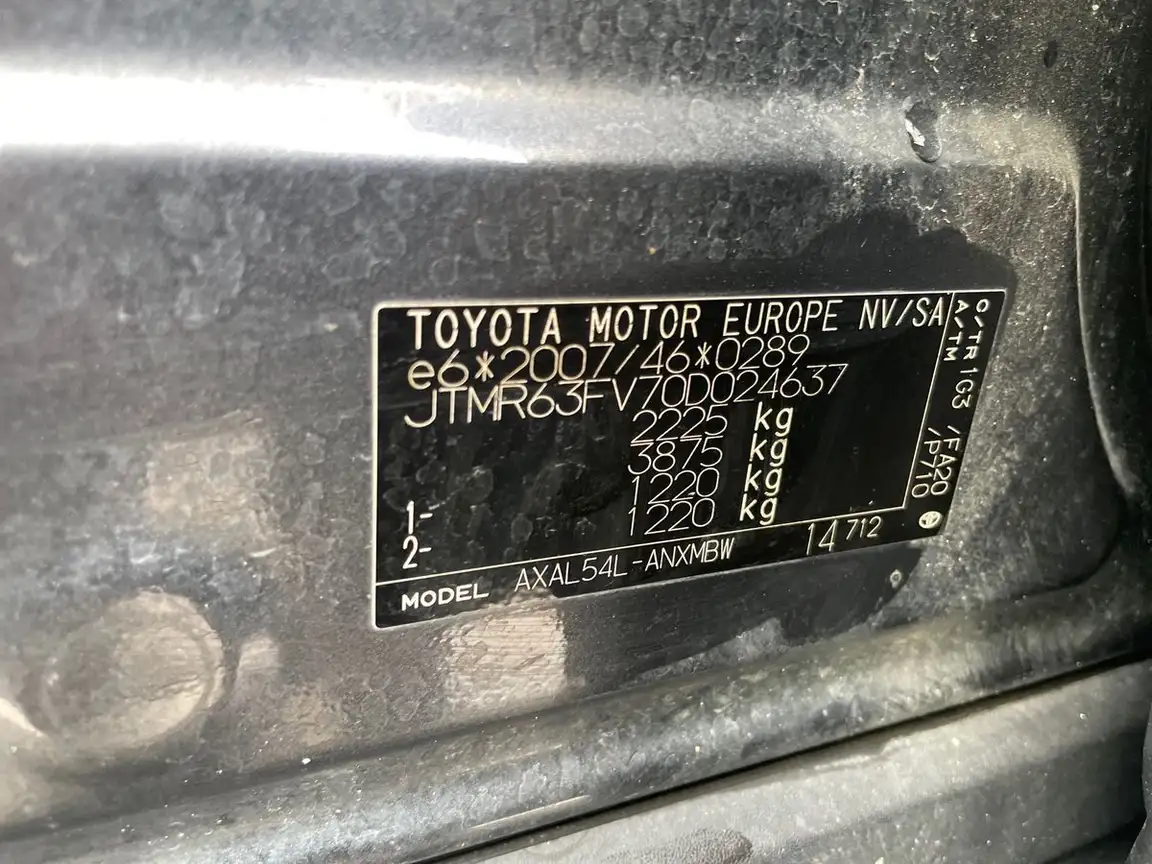 TOYOTA MOTOR EUROPE NV/SA
e6*2007/46*0289
JTMR63FV70D024637
2225 kg
3875 kg
1- 1220 kg
2- 1220 kg
MODEL AXAL54L-ANXMBW 14 712
C/TR 1G3 /FA20
A/TM /P710